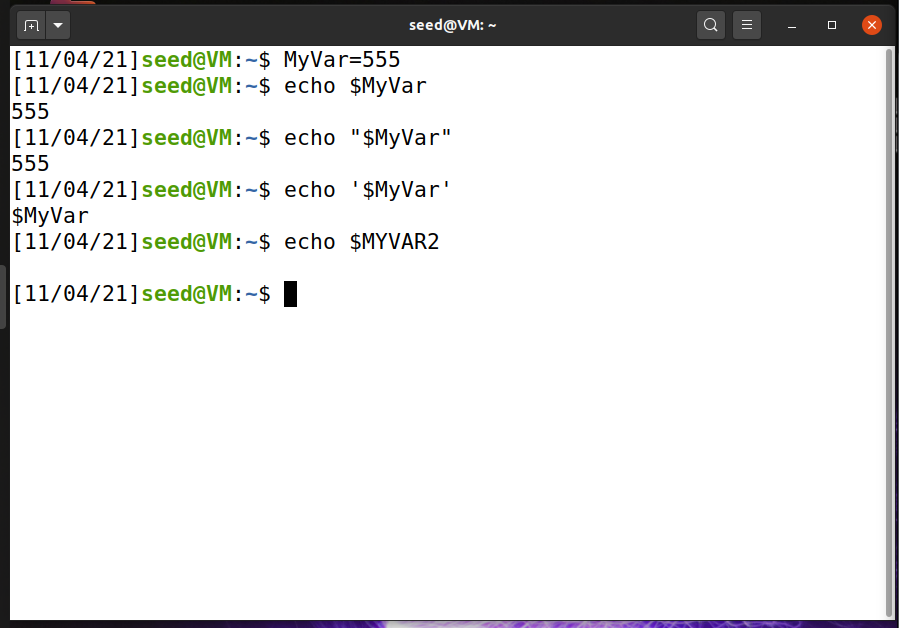 seed@VM: ~
[11/04/21]seed@VM:~$ MyVar=555
[11/04/21]seed@VM:~$ echo $MyVar
555
[11/04/21]seed@VM:~$ echo "$MyVar"
555
[11/04/21]seed@VM:~$ echo '$MyVar'
$MyVar
[11/04/21]seed@VM:~$ echo $MYVAR2
[11/04/21]seed@VM:~$